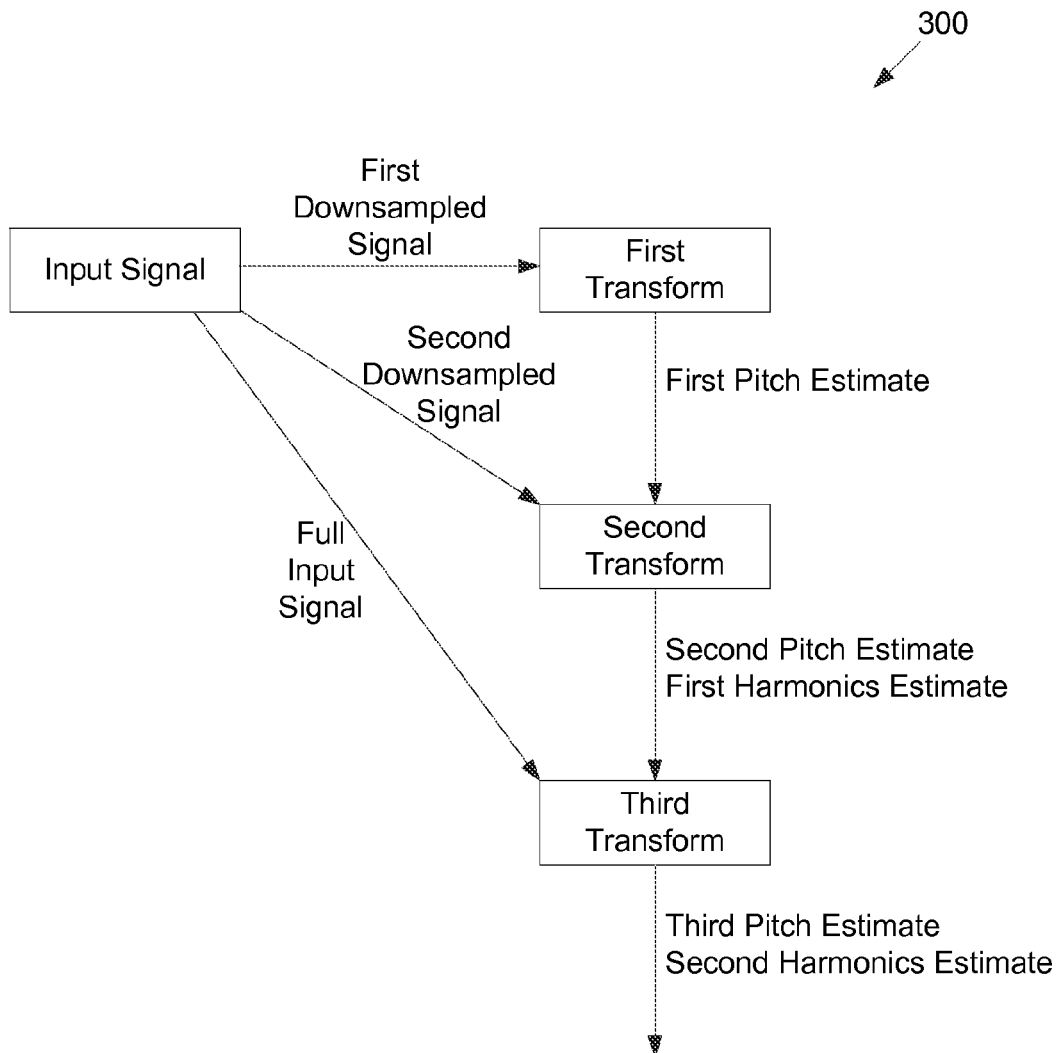 300
First
Downsampled
Signal
Input Signal
First
Transform
Second
Downsampled
Signal
First Pitch Estimate
Full
Input
Signal
Second
Transform
Second Pitch Estimate
First Harmonics Estimate
Third
Transform
Third Pitch Estimate
Second Harmonics Estimate